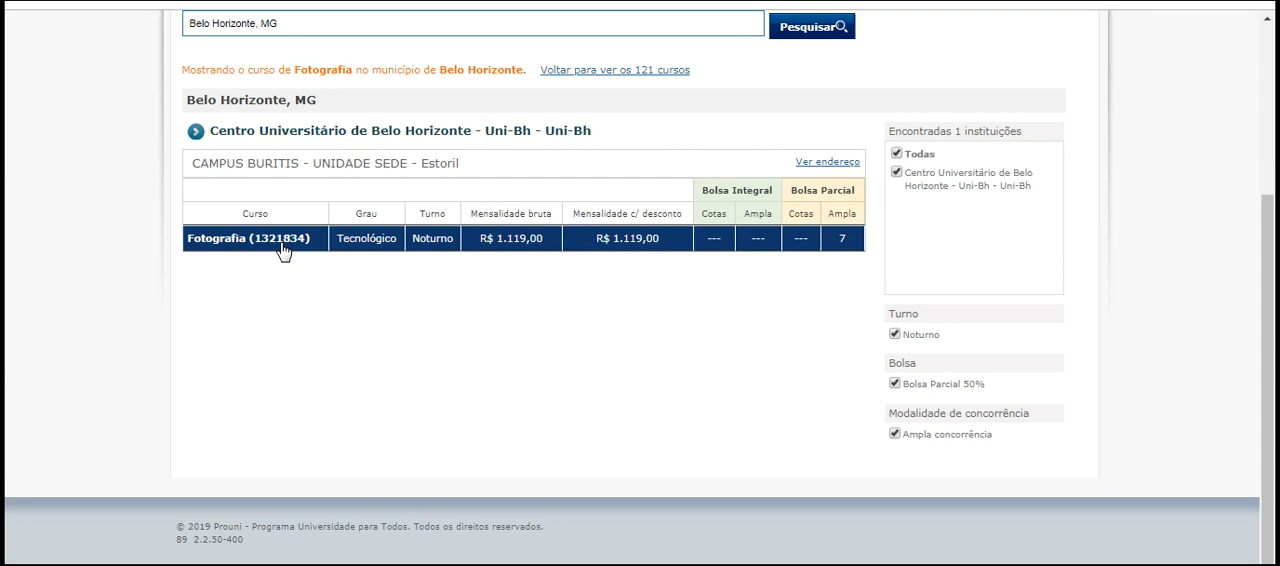 Belo Horizonte, MG
Pesquisar
Mostrando o curso de Fotografia no município de Belo Horizonte. Voltar para ver os 121 cursos
Belo Horizonte, MG
Centro Universitário de Belo Horizonte - Uni-Bh - Uni-Bh
CAMPUS BURITIS - UNIDADE SEDE - Estoril Ver endereço
Bolsa Integral Bolsa Parcial
Curso Grau Turno Mensalidade bruta Mensalidade c/ desconto Cotas Ampla Cotas Ampla
Fotografia (1321834) Tecnológico Noturno R$ 1.119,00 R$ 1.119,00 --- --- --- 7
Encontradas 1 instituições
Todas
Centro Universitário de Belo
Horizonte - Uni-Bh - Uni-Bh
Turno
Noturno
Bolsa
Bolsa Parcial 50%
Modalidade de concorrência
Ampla concorrência
© 2019 Prouni - Programa Universidade para Todos. Todos os direitos reservados.
89 2.2.50-400